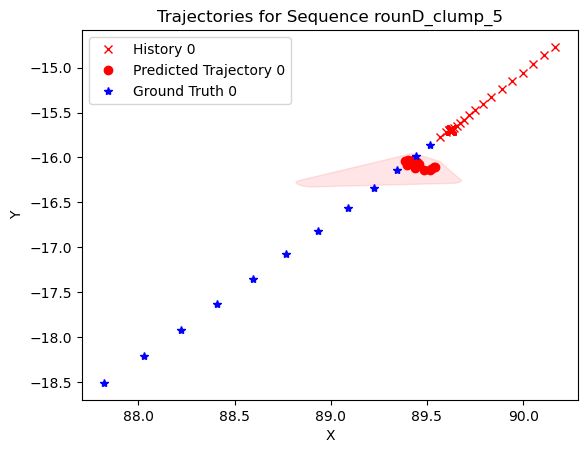 Trajectories for Sequence rounD_clump_5
History 0
Predicted Trajectory 0
Ground Truth 0
Y
−15.0
−15.5
−16.0
−16.5
−17.0
−17.5
−18.0
−18.5
88.0 88.5 89.0 89.5 90.0
X